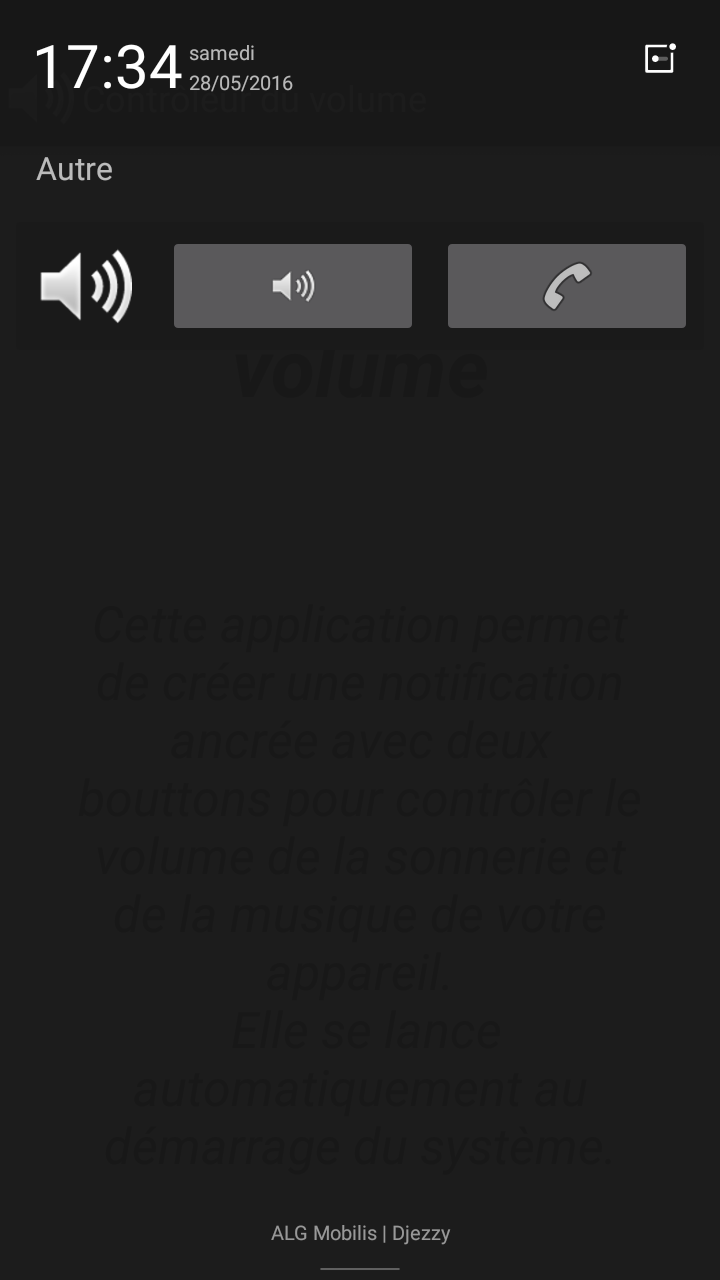 17:34
samedi
28/05/2016
Contrôleur du volume
Autre
volume
Cette application permet
de créer une notification
ancrée avec deux
bouttons pour contrôler le
volume de la sonnerie et
de la musique de votre
appareil.
Elle se lance
automatiquement au
démarrage du système.
ALG Mobilis | Djezzy